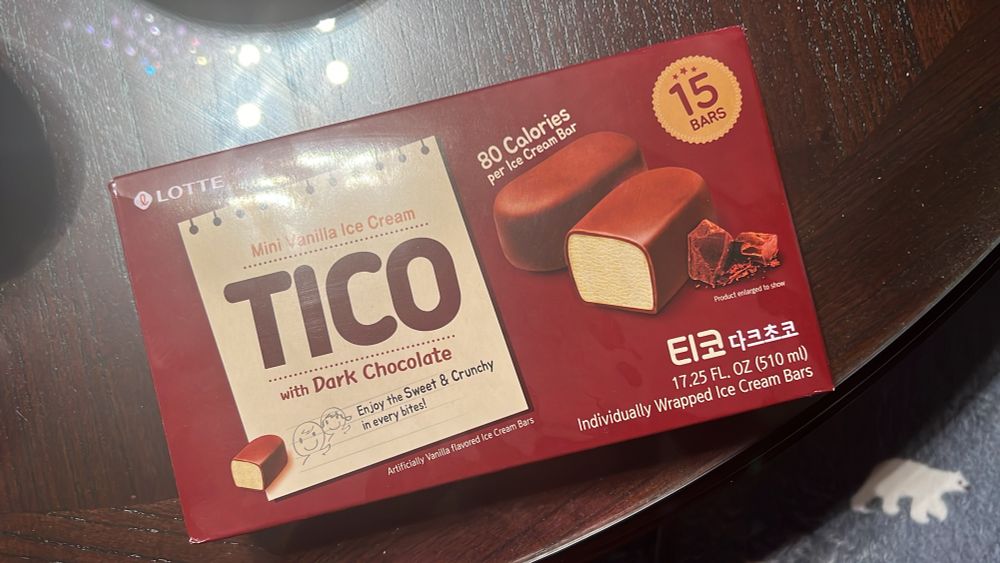 LOTTE
Mini Vanilla Ice Cream
TICO
with Dark Chocolate
Enjoy the Sweet & Crunchy
in every bites!
Artificially Vanilla flavored Ice Cream Bars
80 Calories
per Ice Cream Bar
15
BARS
Product enlarged to show
티코 다크초코
17.25 FL. OZ (510 ml)
Individually Wrapped Ice Cream Bars